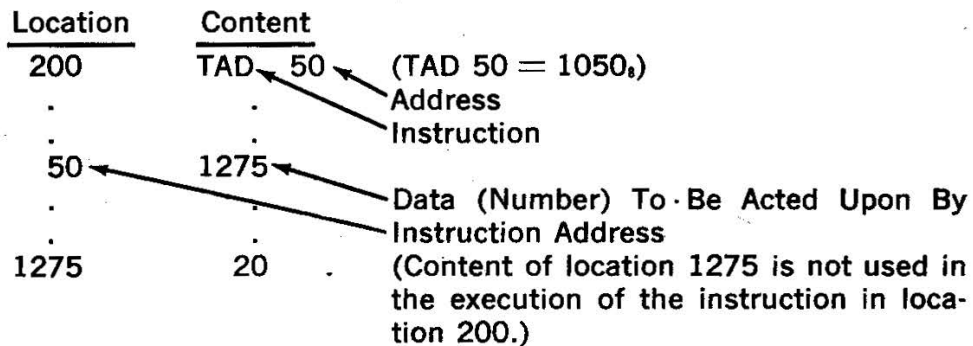 Location Content
200 TAD 50 (TAD 50 = 1050₈)
. . Address
. . Instruction
50 1275
. . Data (Number) To Be Acted Upon By
. . Instruction Address
1275 20 . (Content of location 1275 is not used in
the execution of the instruction in loca-
tion 200.)